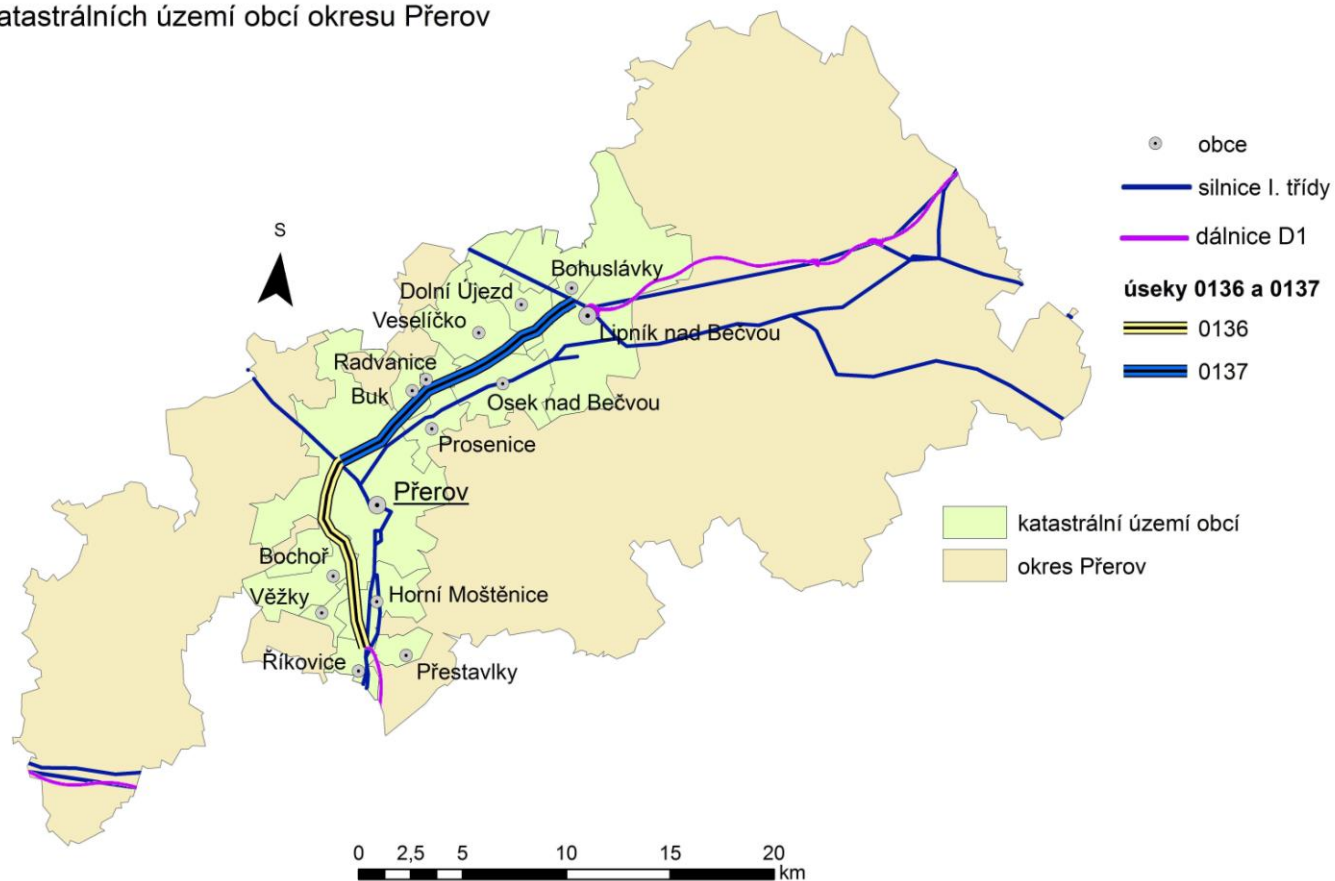 atastrálních území obcí okresu Přerov
S
obce
silnice I. třídy
dálnice D1
úseky 0136 a 0137
0136
0137
Bohuslávky
Dolní Újezd
Veselíčko
Lipník nad Bečvou
Radvanice
Buk
Osek nad Bečvou
Prosenice
Přerov
katastrální území obcí
okres Přerov
Bochoř
Věžky
Horní Moštěnice
Říkovice
Přestavlky
0 2,5 5 10 15 20
km